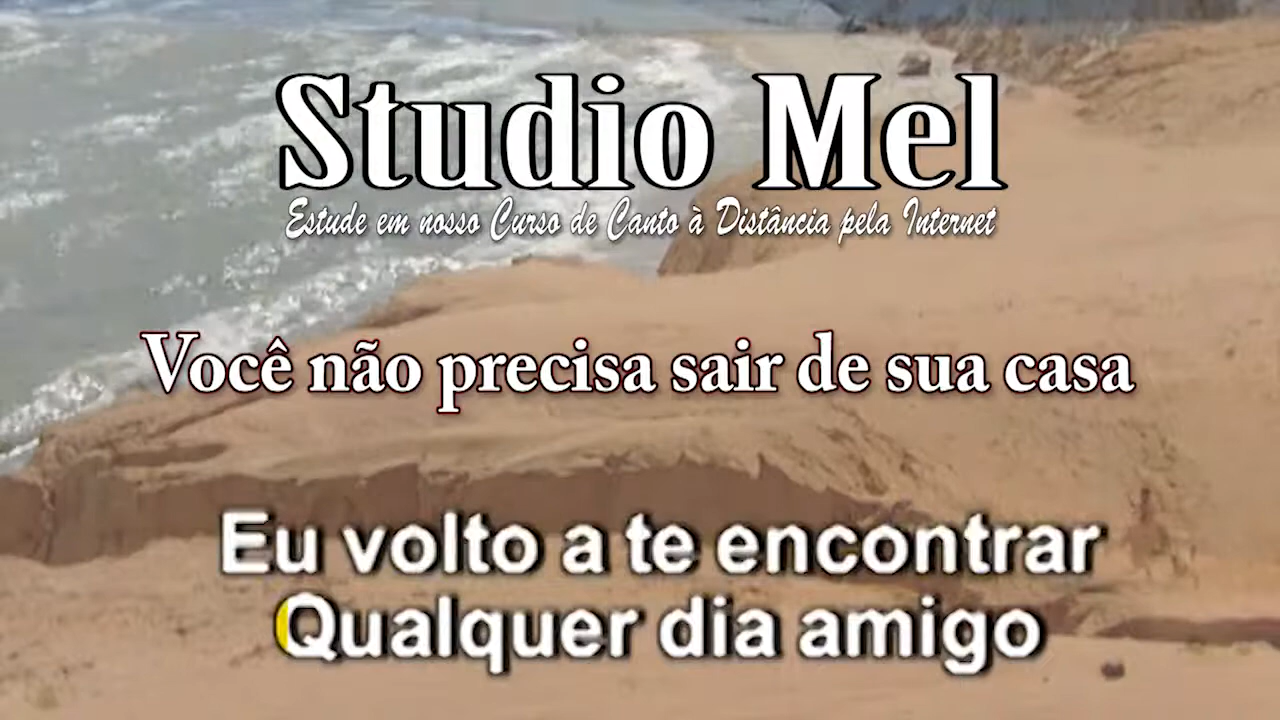 Studio Mel
Estude em nosso Curso de Canto à Distância pela Internet
Você não precisa sair de sua casa
Eu volto a te encontrar
Qualquer dia amigo